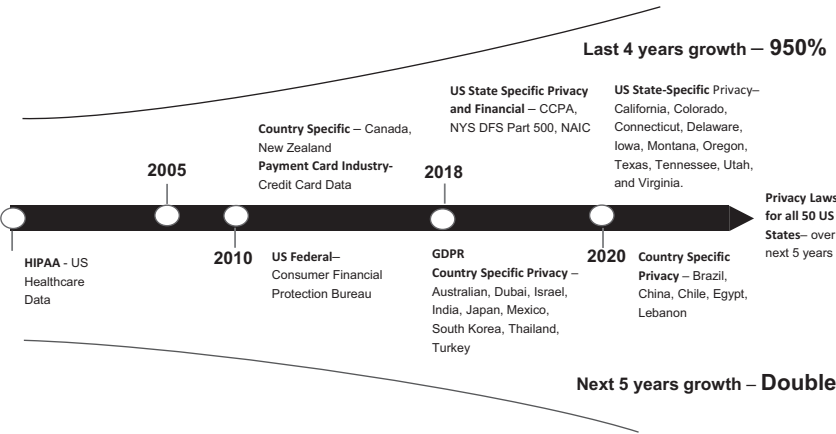 Last 4 years growth – 950%
US State Specific Privacy
and Financial – CCPA,
NYS DFS Part 500, NAIC
US State-Specific Privacy–
California, Colorado,
Connecticut, Delaware,
Iowa, Montana, Oregon,
Texas, Tennessee, Utah,
and Virginia.
Country Specific – Canada,
New Zealand
Payment Card Industry-
Credit Card Data
2005
2018
Privacy Laws
for all 50 US
States– over
next 5 years
HIPAA - US
Healthcare
Data
2010
US Federal–
Consumer Financial
Protection Bureau
GDPR
Country Specific Privacy –
Australian, Dubai, Israel,
India, Japan, Mexico,
South Korea, Thailand,
Turkey
2020
Country Specific
Privacy – Brazil,
China, Chile, Egypt,
Lebanon
Next 5 years growth – Double